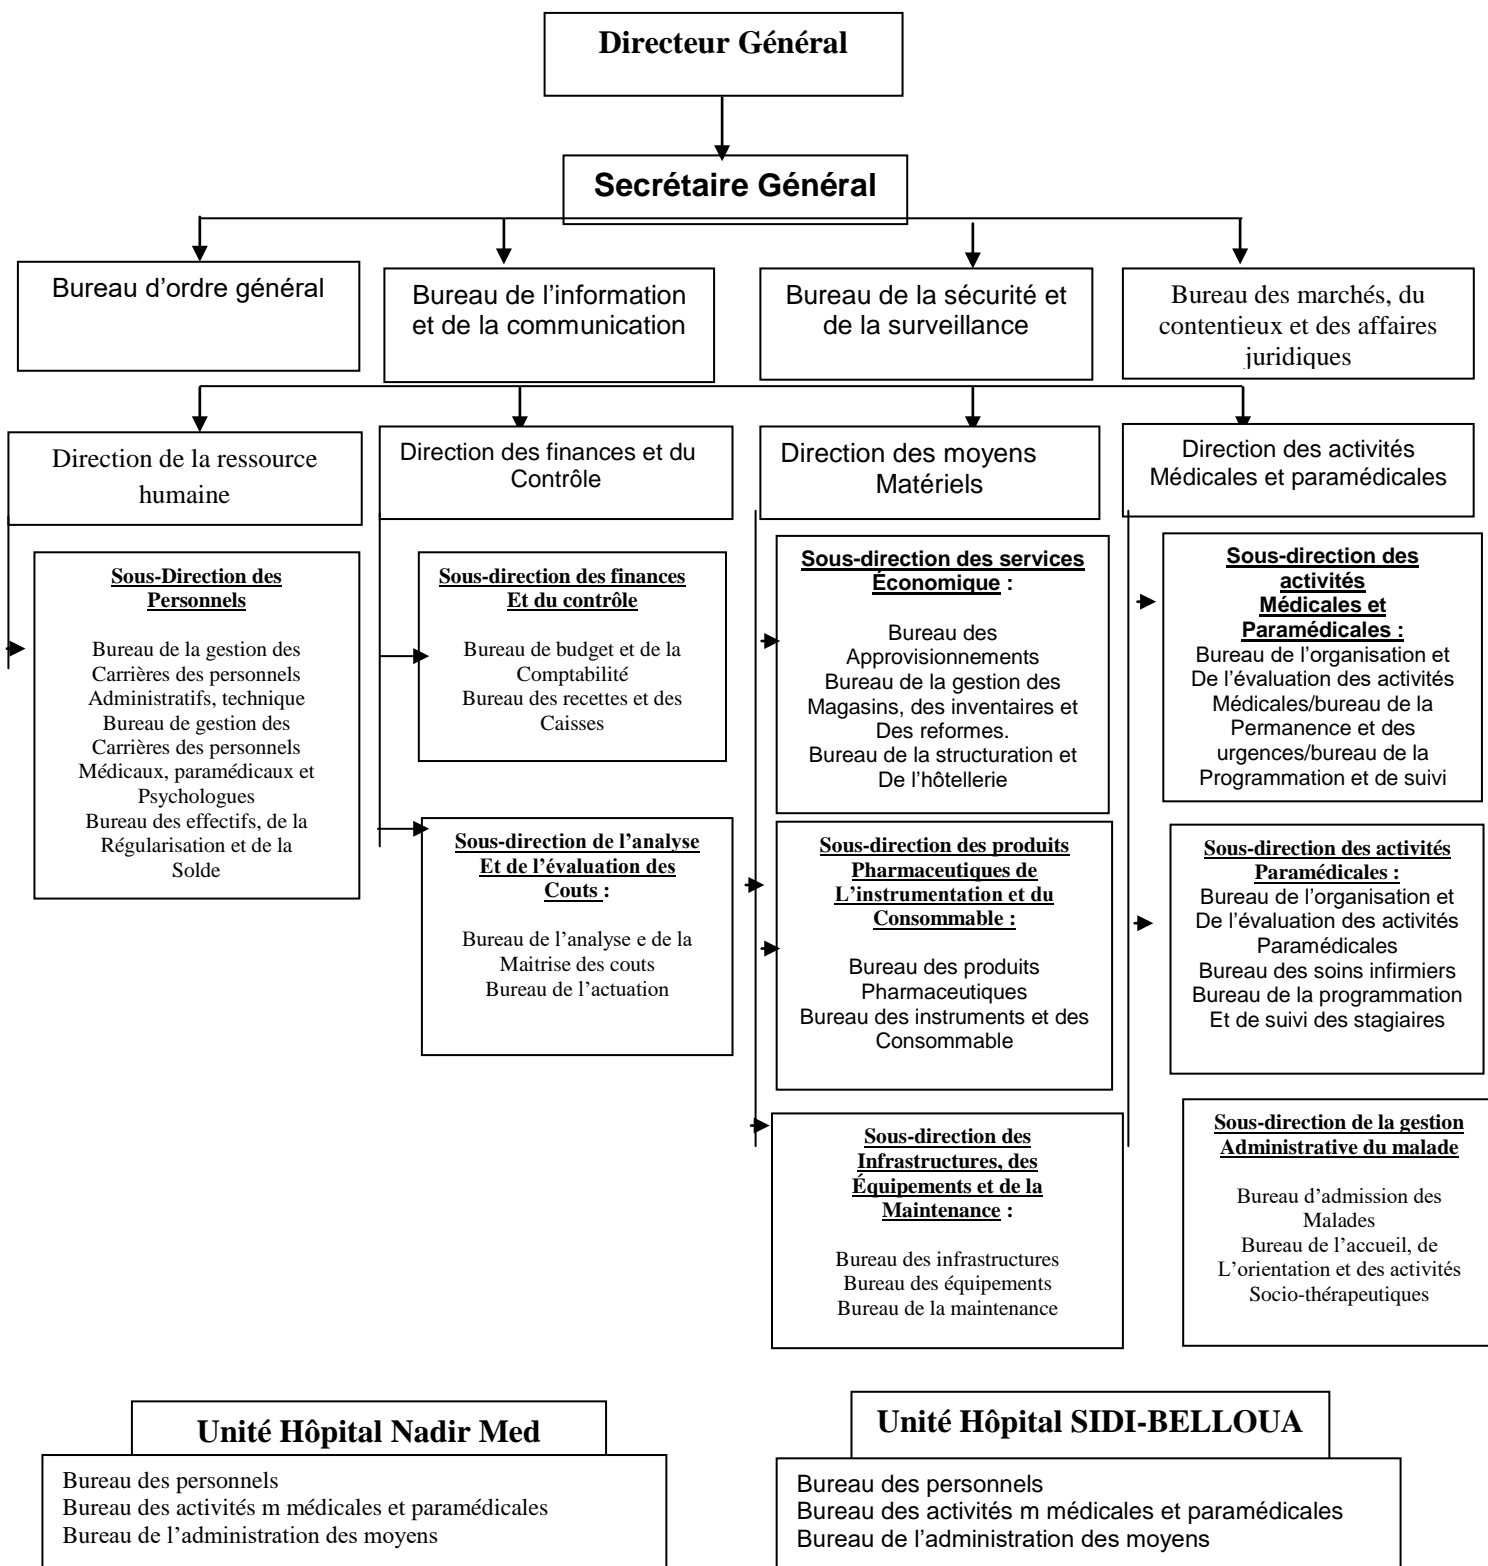 Directeur Général
Secrétaire Général
Bureau d'ordre général
Bureau de l'information
et de la communication
Bureau de la sécurité et
de la surveillance
Bureau des marchés, du
contentieux et des affaires
juridiques
Direction de la ressource
humaine
Direction des finances et du
Contrôle
Direction des moyens
Matériels
Direction des activités
Médicales et paramédicales
Sous-Direction des
Personnels
Bureau de la gestion des
Carrières des personnels
Administratifs, technique
Bureau de gestion des
Carrières des personnels
Médicaux, paramédicaux et
Psychologues
Bureau des effectifs, de la
Régularisation et de la
Solde
Sous-direction des finances
Et du contrôle
Bureau de budget et de la
Comptabilité
Bureau des recettes et des
Caisses
Sous-direction de l'analyse
Et de l'évaluation des
Couts :
Bureau de l'analyse e de la
Maitrise des couts
Bureau de l'actuation
Sous-direction des services
Économique :
Bureau des
Approvisionnements
Bureau de la gestion des
Magasins, des inventaires et
Des reformes.
Bureau de la structuration et
De l'hôtellerie
Sous-direction des produits
Pharmaceutiques de
L'instrumentation et du
Consommable :
Bureau des produits
Pharmaceutiques
Bureau des instruments et des
Consommable
Sous-direction des
Infrastructures, des
Équipements et de la
Maintenance :
Bureau des infrastructures
Bureau des équipements
Bureau de la maintenance
Sous-direction des
activités
Médicales et
Paramédicales :
Bureau de l'organisation et
De l'évaluation des activités
Médicales/bureau de la
Permanence et des
urgences/bureau de la
Programmation et de suivi
Sous-direction des activités
Paramédicales :
Bureau de l'organisation et
De l'évaluation des activités
Paramédicales
Bureau des soins infirmiers
Bureau de la programmation
Et de suivi des stagiaires
Sous-direction de la gestion
Administrative du malade
Bureau d'admission des
Malades
Bureau de l'accueil, de
L'orientation et des activités
Socio-thérapeutiques
Unité Hôpital Nadir Med
Bureau des personnels
Bureau des activités m médicales et paramédicales
Bureau de l'administration des moyens
Unité Hôpital SIDI-BELLOUA
Bureau des personnels
Bureau des activités m médicales et paramédicales
Bureau de l'administration des moyens